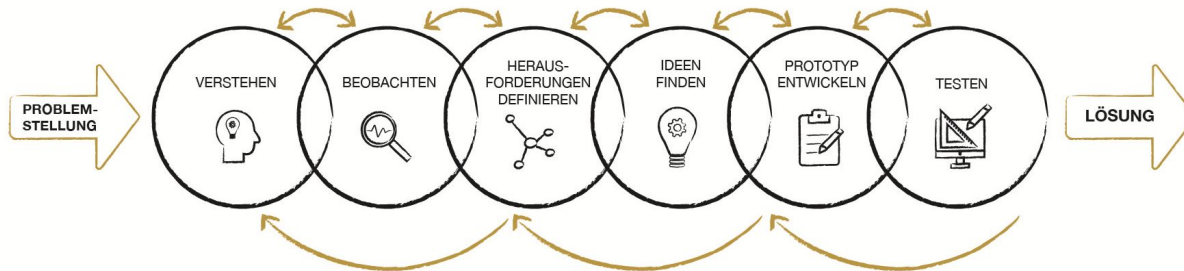 PROBLEM-
STELLUNG
VERSTEHEN
BEOBACHTEN
HERAUS-
FORDERUNGEN
DEFINIEREN
IDEEN
FINDEN
PROTOTYP
ENTWICKELN
TESTEN
LÖSUNG